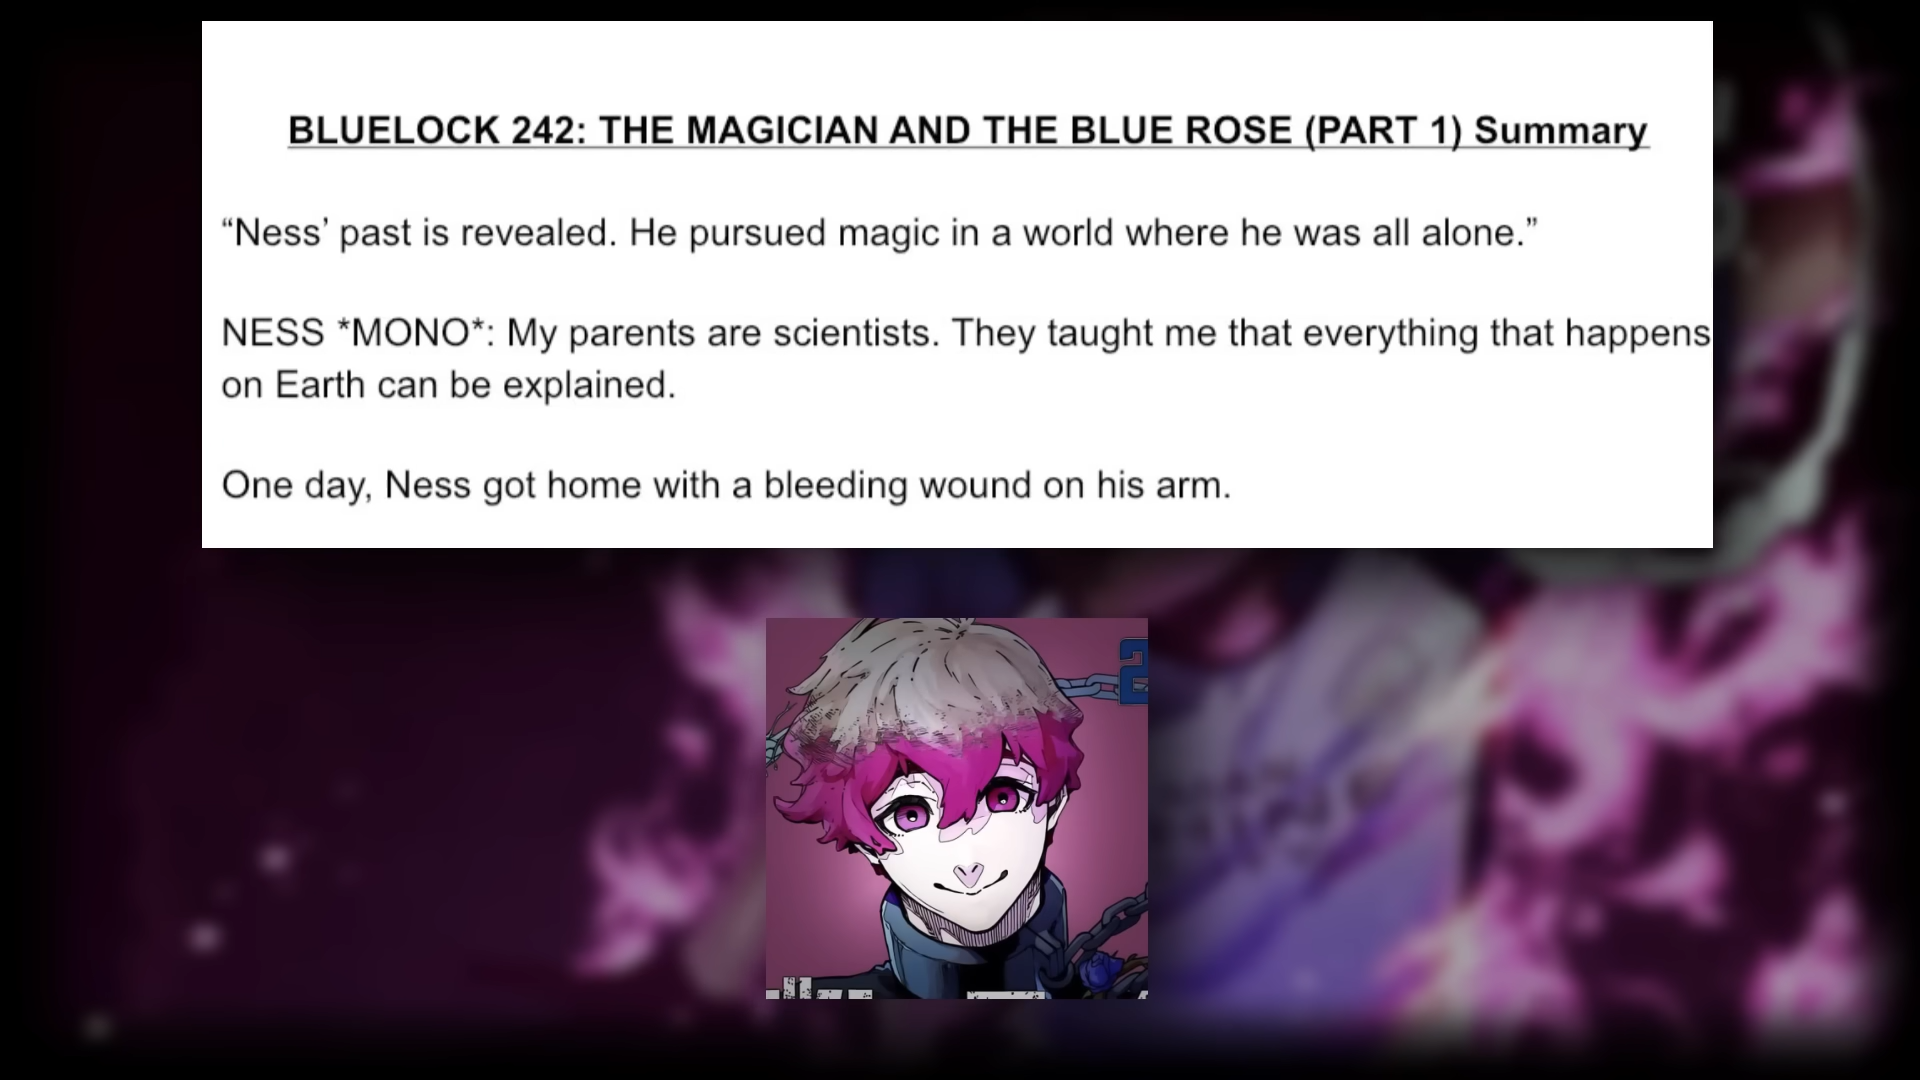 BLUELOCK 242: THE MAGICIAN AND THE BLUE ROSE (PART 1) Summary
“Ness’ past is revealed. He pursued magic in a world where he was all alone.”
NESS *MONO*: My parents are scientists. They taught me that everything that happens
on Earth can be explained.
One day, Ness got home with a bleeding wound on his arm.
2